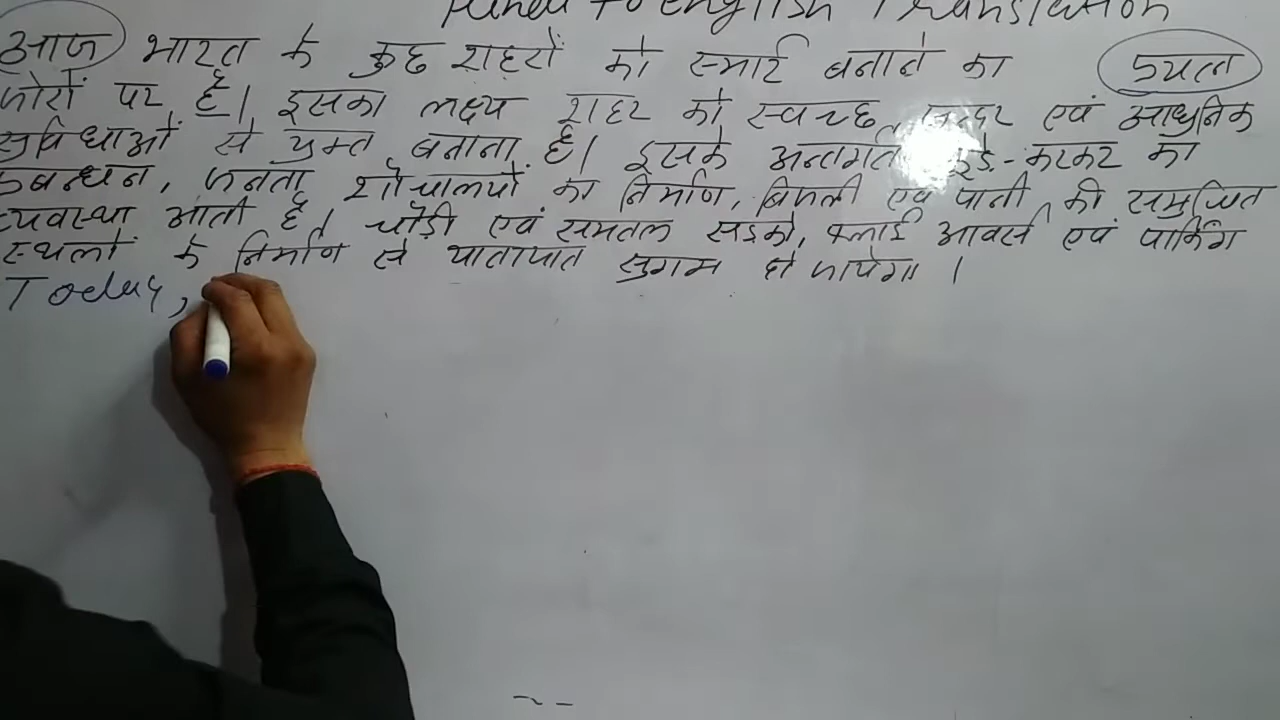 Hindi to English Translation
आज भारत के कुछ शहरों को स्मार्ट बनाने का प्रयत्न
जोरों पर है। इसका लक्ष्य शहर को स्वच्छ सुन्दर एवं आधुनिक
सुविधाओं से युक्त बनाना है। इसके अन्तर्गत कूड़े-करकट का
प्रबन्धन, जनता शौचालयों का निर्माण, बिजली एवं पानी की समुचित
व्यवस्था आती है। चौड़ी एवं समतल सड़को, फ्लाई ओवर्स एवं पार्किंग
स्थलों के निर्माण से यातायात सुगम हो जायेगा ।
Today,